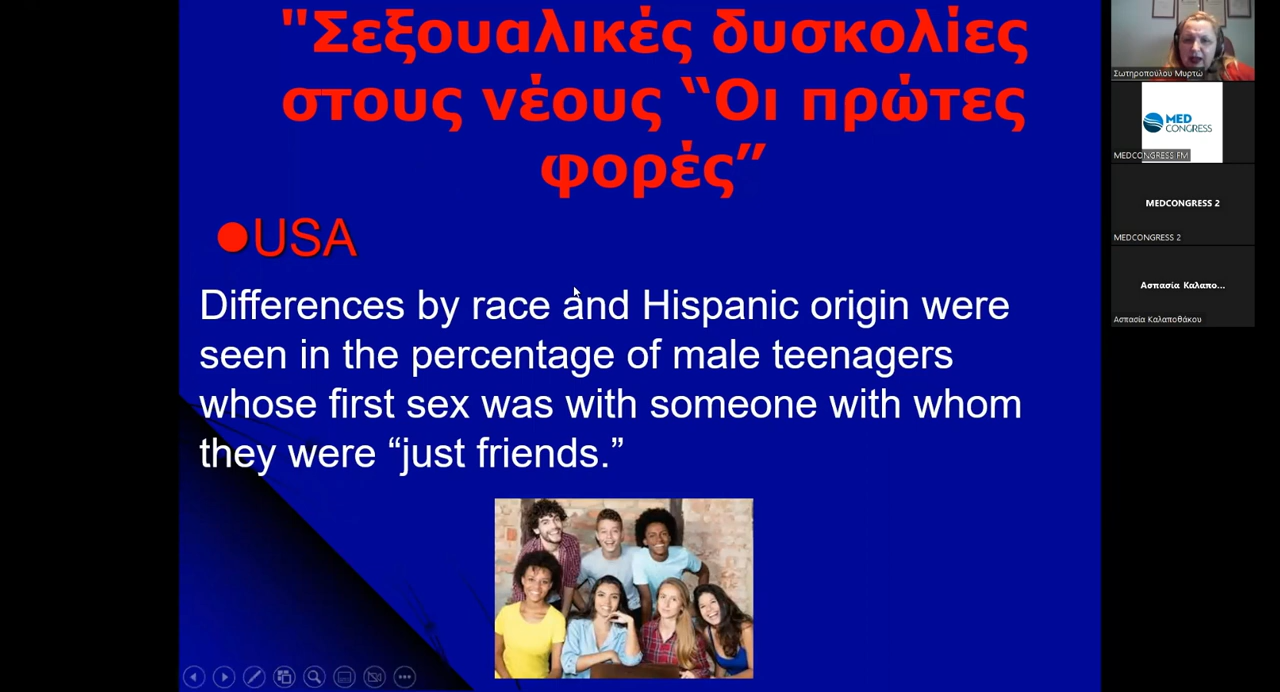 "Σεξουαλικές δυσκολίες
στους νέους “Οι πρώτες
φορές”
●USA
Differences by race and Hispanic origin were
seen in the percentage of male teenagers
whose first sex was with someone with whom
they were “just friends.”
Σωτηροπούλου Μυρτώ
MED
CONGRESS
MEDCONGRESS FM
MEDCONGRESS 2
MEDCONGRESS 2
Ασπασία Καλαπο...
Ασπασία Καλαποθάκου